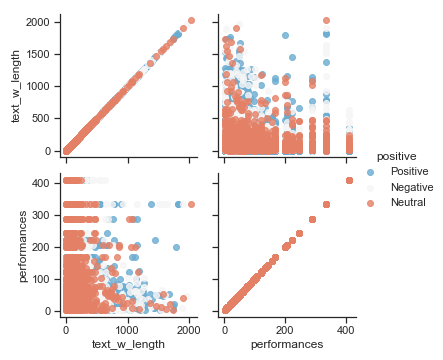 2000
1500
1000
500
0
text_w_length
positive
Positive
Negative
Neutral
400
300
200
100
0
performances
0 1000 2000
text_w_length
0 200 400
performances